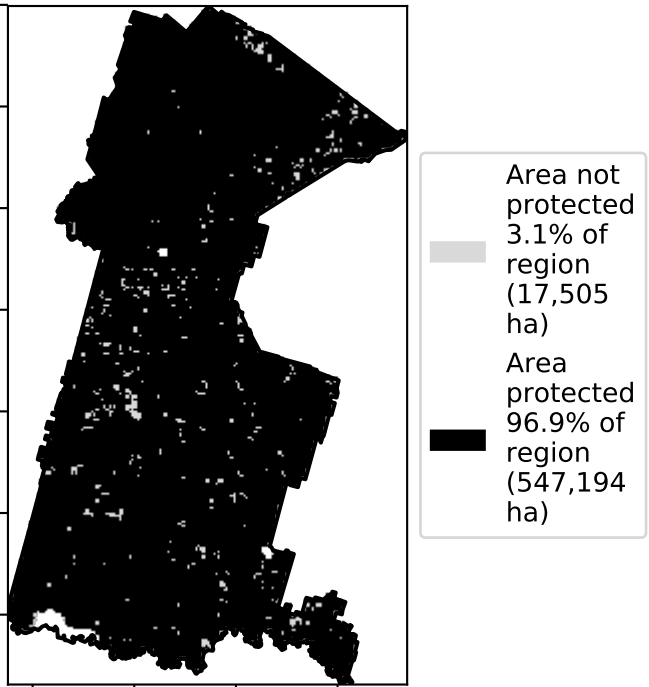 Area not
protected
3.1% of
region
(17,505
ha)
Area
protected
96.9% of
region
(547,194
ha)